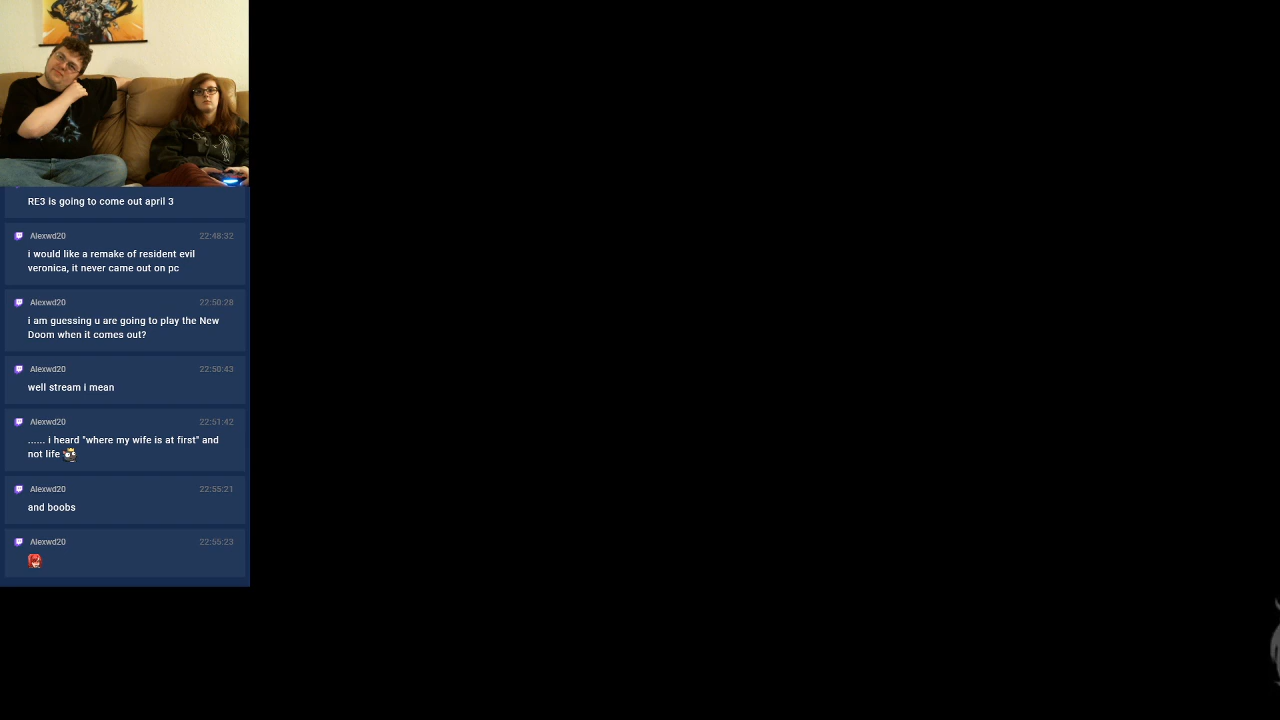 RE3 is going to come out april 3
Alexwd20 22:48:32
i would like a remake of resident evil
veronica, it never came out on pc
Alexwd20 22:50:28
i am guessing u are going to play the New
Doom when it comes out?
Alexwd20 22:50:43
well stream i mean
Alexwd20 22:51:42
...... i heard "where my wife is at first" and
not life
Alexwd20 22:55:21
and boobs
Alexwd20 22:55:23